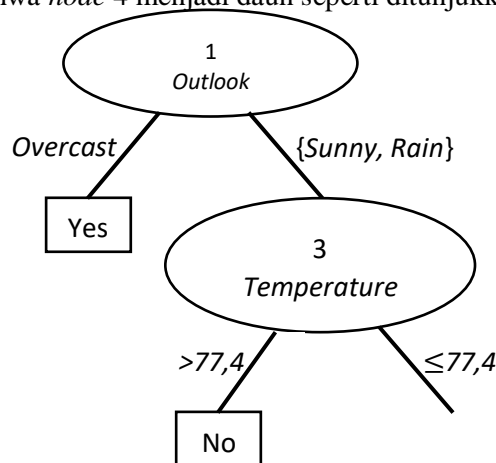 node 4 menjadi daun seperti ditunjukk
1
Outlook
Overcast
{Sunny, Rain}
Yes
3
Temperature
>77,4
≤77,4
No